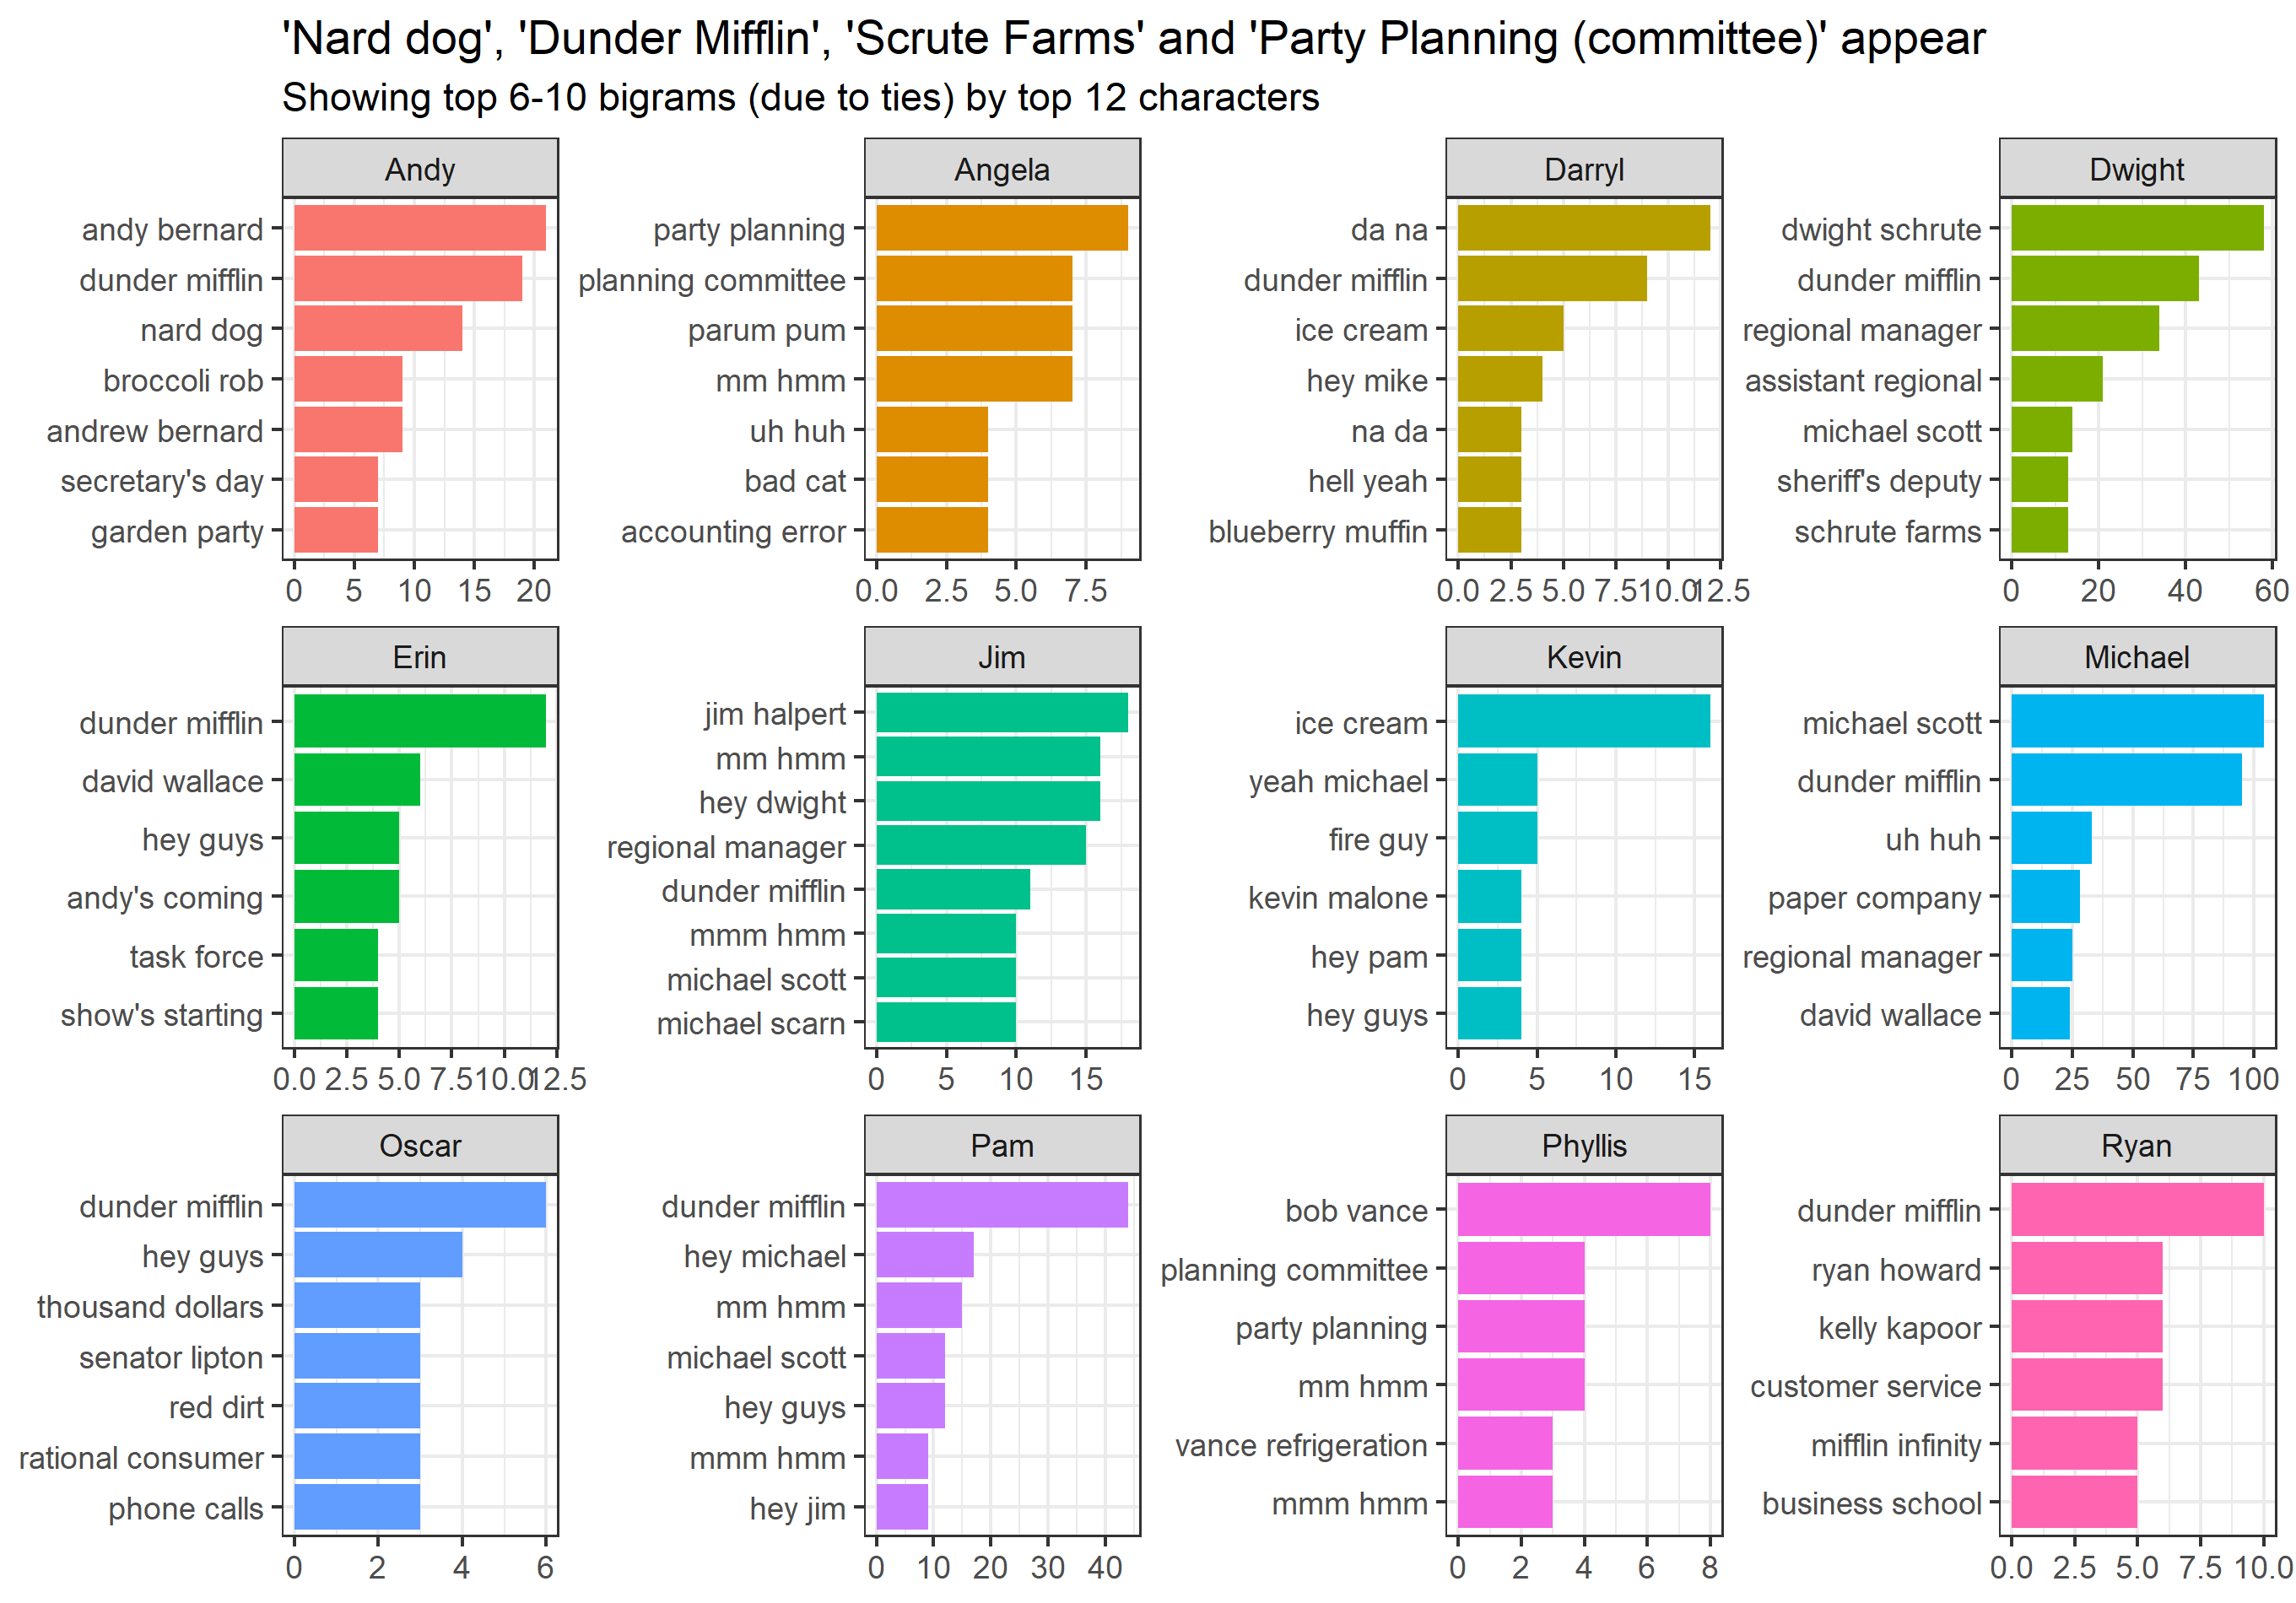 'Nard dog', 'Dunder Mifflin', 'Scrute Farms' and 'Party Planning (committee)' appear
Showing top 6-10 bigrams (due to ties) by top 12 characters
Andy
andy bernard
dunder mifflin
nard dog
broccoli rob
andrew bernard
secretary's day
garden party
0 5 10 15 20
Angela
party planning
planning committee
parum pum
mm hmm
uh huh
bad cat
accounting error
0.0 2.5 5.0 7.5
Darryl
da na
dunder mifflin
ice cream
hey mike
na da
hell yeah
blueberry muffin
0.0 2.5 5.0 7.5 10.0 12.5
Dwight
dwight schrute
dunder mifflin
regional manager
assistant regional
michael scott
sheriff's deputy
schrute farms
0 20 40 60
Erin
dunder mifflin
david wallace
hey guys
andy's coming
task force
show's starting
0.0 2.5 5.0 7.5 10.0 12.5
Jim
jim halpert
mm hmm
hey dwight
regional manager
dunder mifflin
mmm hmm
michael scott
michael scarn
0 5 10 15
Kevin
ice cream
yeah michael
fire guy
kevin malone
hey pam
hey guys
0 5 10 15
Michael
michael scott
dunder mifflin
uh huh
paper company
regional manager
david wallace
0 25 50 75 100
Oscar
dunder mifflin
hey guys
thousand dollars
senator lipton
red dirt
rational consumer
phone calls
0 2 4 6
Pam
dunder mifflin
hey michael
mm hmm
michael scott
hey guys
mmm hmm
hey jim
0 10 20 30 40
Phyllis
bob vance
planning committee
party planning
mm hmm
vance refrigeration
mmm hmm
0 2 4 6 8
Ryan
dunder mifflin
ryan howard
kelly kapoor
customer service
mifflin infinity
business school
0.0 2.5 5.0 7.5 10.0